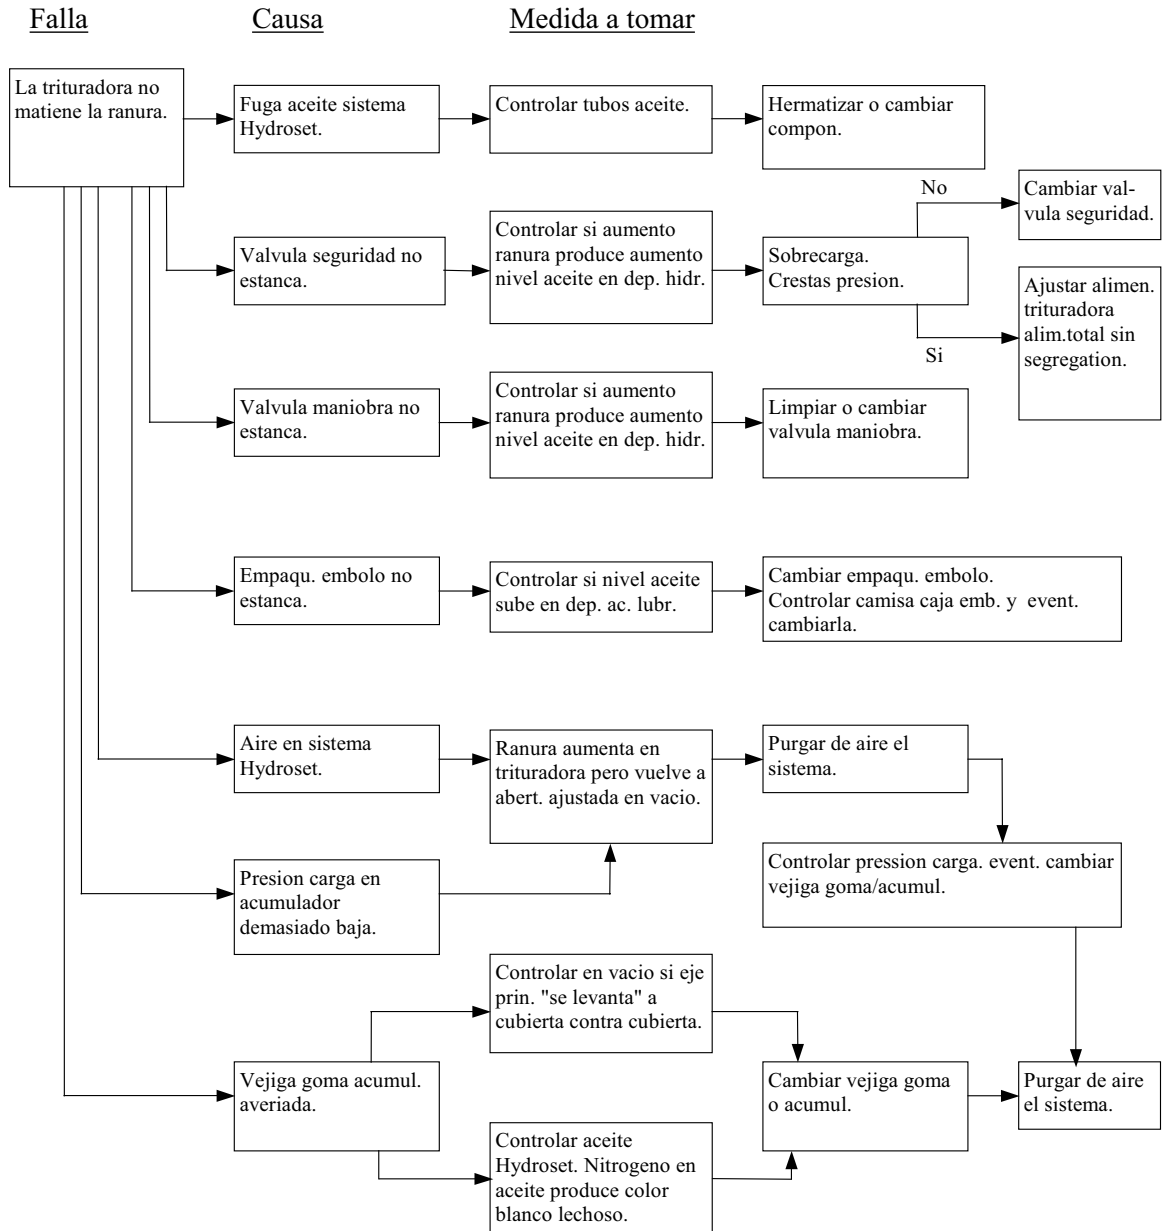 Falla
Causa
Medida a tomar
La trituradora no
matiene la ranura.
Fuga aceite sistema
Hydroset.
Controlar tubos aceite.
Hermatizar o cambiar
compon.
No
Cambiar val-
vula seguridad.
Valvula seguridad no
estanca.
Controlar si aumento
ranura produce aumento
nivel aceite en dep. hidr.
Sobrecarga.
Crestas presion.
Si
Ajustar alimen.
trituradora
alim.total sin
segregation.
Valvula maniobra no
estanca.
Controlar si aumento
ranura produce aumento
nivel aceite en dep. hidr.
Limpiar o cambiar
valvula maniobra.
Empaqu. embolo no
estanca.
Controlar si nivel aceite
sube en dep. ac. lubr.
Cambiar empaqu. embolo.
Controlar camisa caja emb. y event.
cambiarla.
Aire en sistema
Hydroset.
Ranura aumenta en
trituradora pero vuelve a
abert. ajustada en vacio.
Purgar de aire el
sistema.
Presion carga en
acumulador
demasiado baja.
Controlar pression carga. event. cambiar
vejiga goma/acumul.
Controlar en vacio si eje
prin. "se levanta" a
cubierta contra cubierta.
Vejiga goma acumul.
averiada.
Cambiar vejiga goma
o acumul.
Purgar de aire
el sistema.
Controlar aceite
Hydroset. Nitrogeno en
aceite produce color
blanco lechoso.